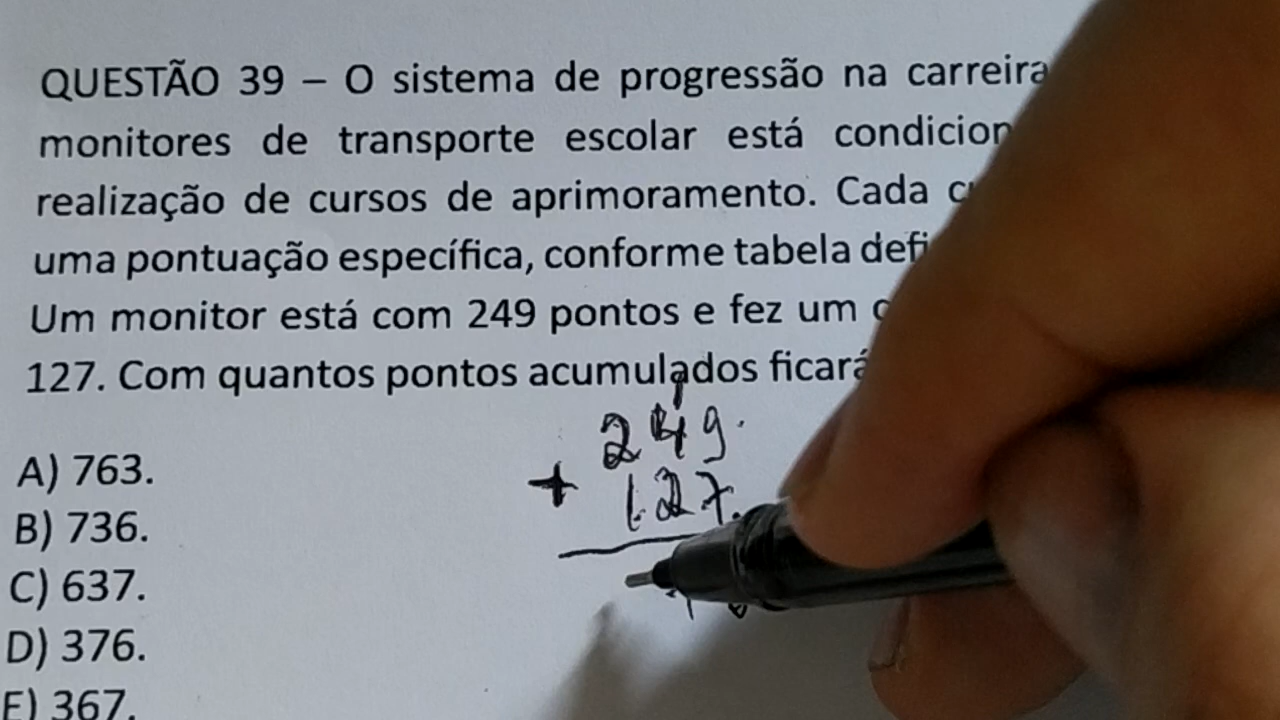 QUESTÃO 39 – O sistema de progressão na carreira
monitores de transporte escolar está condicion
realização de cursos de aprimoramento. Cada
uma pontuação específica, conforme tabela defi
Um monitor está com 249 pontos e fez um
127. Com quantos pontos acumulados ficará
1
249
+ 127
A) 763.
B) 736.
C) 637.
D) 376.
E) 367.